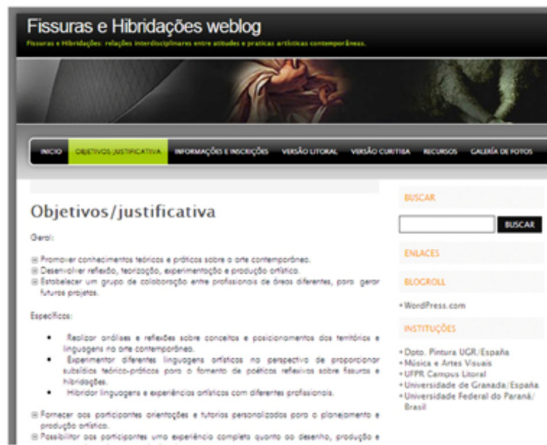 Fissuras e Hibridações weblog
Fissuras e Hibridações: relações interdisciplinares entre atitudes e praticas artísticas contemporâneas.
INICIO OBJETIVOS/JUSTIFICATIVA INFORMAÇÕES E INSCRIÇÕES VERSÃO LITORAL VERSÃO CURITIBA RECURSOS GALERÍA DE FOTOS
Objetivos/justificativa
Geral:
Promover conhecimentos teóricos e práticos sobre a arte contemporânea.
Desenvolver reflexão, teorização, experimentação e produção artística.
Estabelecer um grupo de colaboração entre profissionais de áreas diferentes, para gerar
futuros projetos.
Específicos:
• Realizar análises e reflexões sobre conceitos e posicionamentos dos territórios e
linguagens na arte contemporânea.
• Experimentar diferentes linguagens artísticas na perspectiva de proporcionar
subsídios teórico-práticos para o fomento de poéticas reflexivas sobre fissuras e
hibridações.
• Hibridar linguagens e experiências artísticas com diferentes profissionais.
Fornecer aos participantes orientações e tutorias personalizados para o planejamento e
produção artística.
Possibilitar aos participantes uma experiência completa quanto ao desenho, produção e
BUSCAR
BUSCAR
ENLACES
BLOGROLL
WordPress.com
INSTITUÇÕES
Dpto. Pintura UGR/España
Música e Artes Visuais
UFPR Campus Litoral
Universidade de Granada/España
Universidade Federal do Paraná/
Brasil